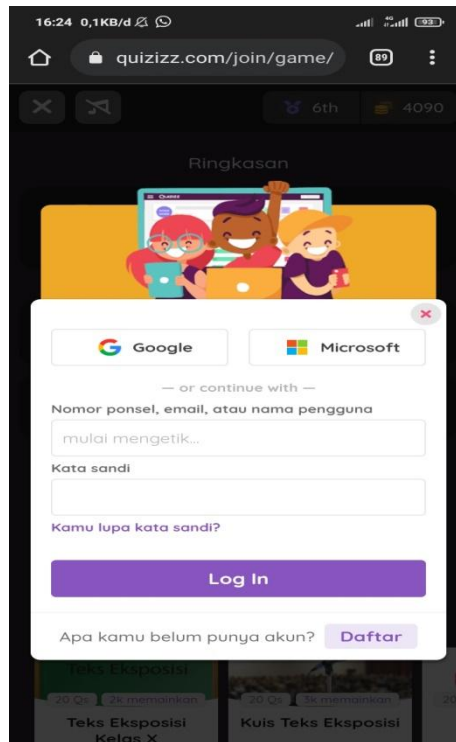 16:24 0,1KB/d 4G 93
quizizz.com/join/game/ 89
6th 4090
Ringkasan
Google Microsoft
— or continue with —
Nomor ponsel, email, atau nama pengguna
mulai mengetik...
Kata sandi
Kamu lupa kata sandi?
Log In
Apa kamu belum punya akun? Daftar
Teks Eksposisi
20 Qs 2k memainkan 20 Qs 3k memainkan 20
Teks Eksposisi Kuis Teks Eksposisi
Kelas X